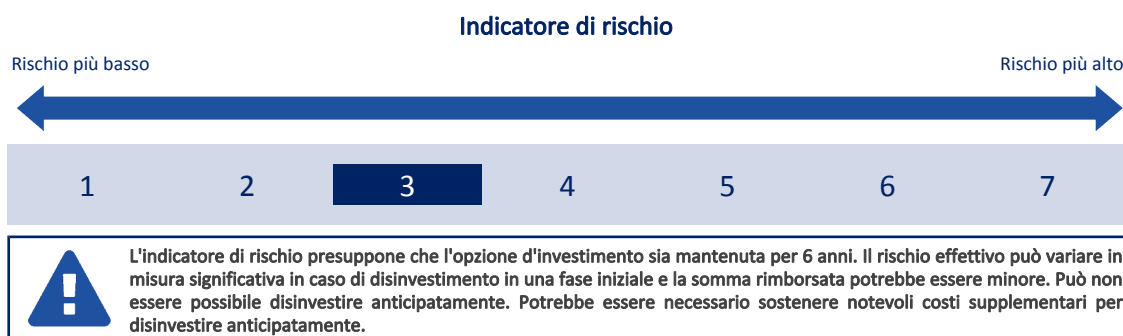 Indicatore di rischio
Rischio più basso
Rischio più alto
1 2 3 4 5 6 7
L'indicatore di rischio presuppone che l'opzione d'investimento sia mantenuta per 6 anni. Il rischio effettivo può variare in
misura significativa in caso di disinvestimento in una fase iniziale e la somma rimborsata potrebbe essere minore. Può non
essere possibile disinvestire anticipatamente. Potrebbe essere necessario sostenere notevoli costi supplementari per
disinvestire anticipatamente.